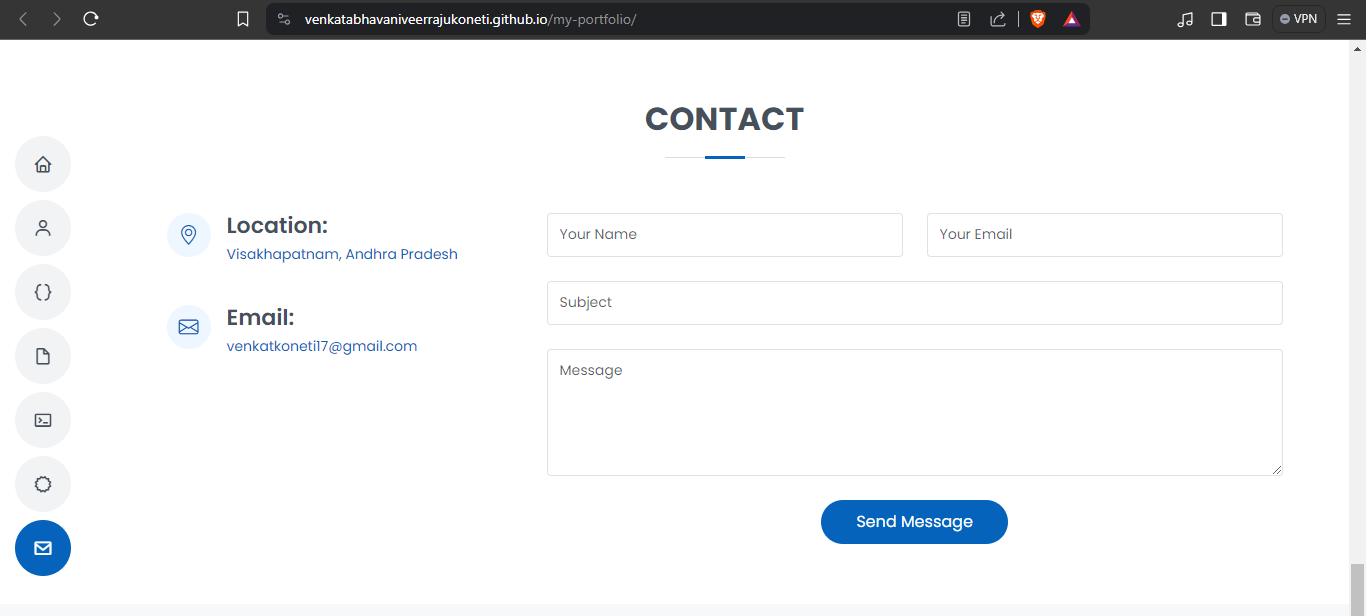 venkatabhavaniveerrajukoneti.github.io/my-portfolio/
VPN
CONTACT
Location:
Visakhapatnam, Andhra Pradesh
Email:
venkatkoneti17@gmail.com
Your Name
Your Email
Subject
Message
Send Message